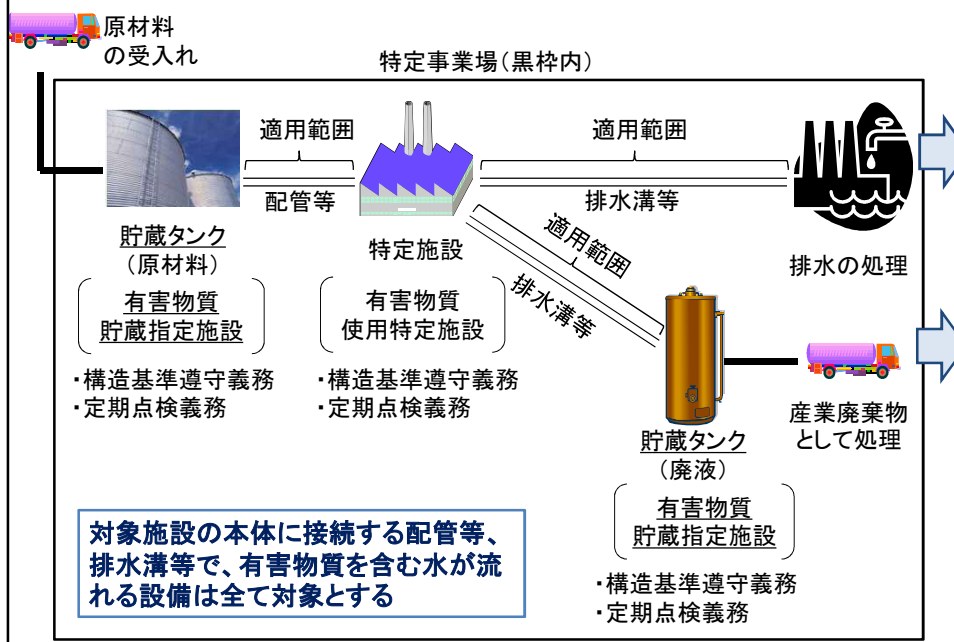 原材料
の受入れ
特定事業場（黒枠内）
適用範囲
配管等
適用範囲
排水溝等
適用範囲
排水溝等
貯蔵タンク
（原材料）
有害物質
貯蔵指定施設
・構造基準遵守義務
・定期点検義務
特定施設
有害物質
使用特定施設
・構造基準遵守義務
・定期点検義務
排水の処理
産業廃棄物
として処理
貯蔵タンク
（廃液）
有害物質
貯蔵指定施設
・構造基準遵守義務
・定期点検義務
対象施設の本体に接続する配管等、
排水溝等で、有害物質を含む水が流
れる設備は全て対象とする